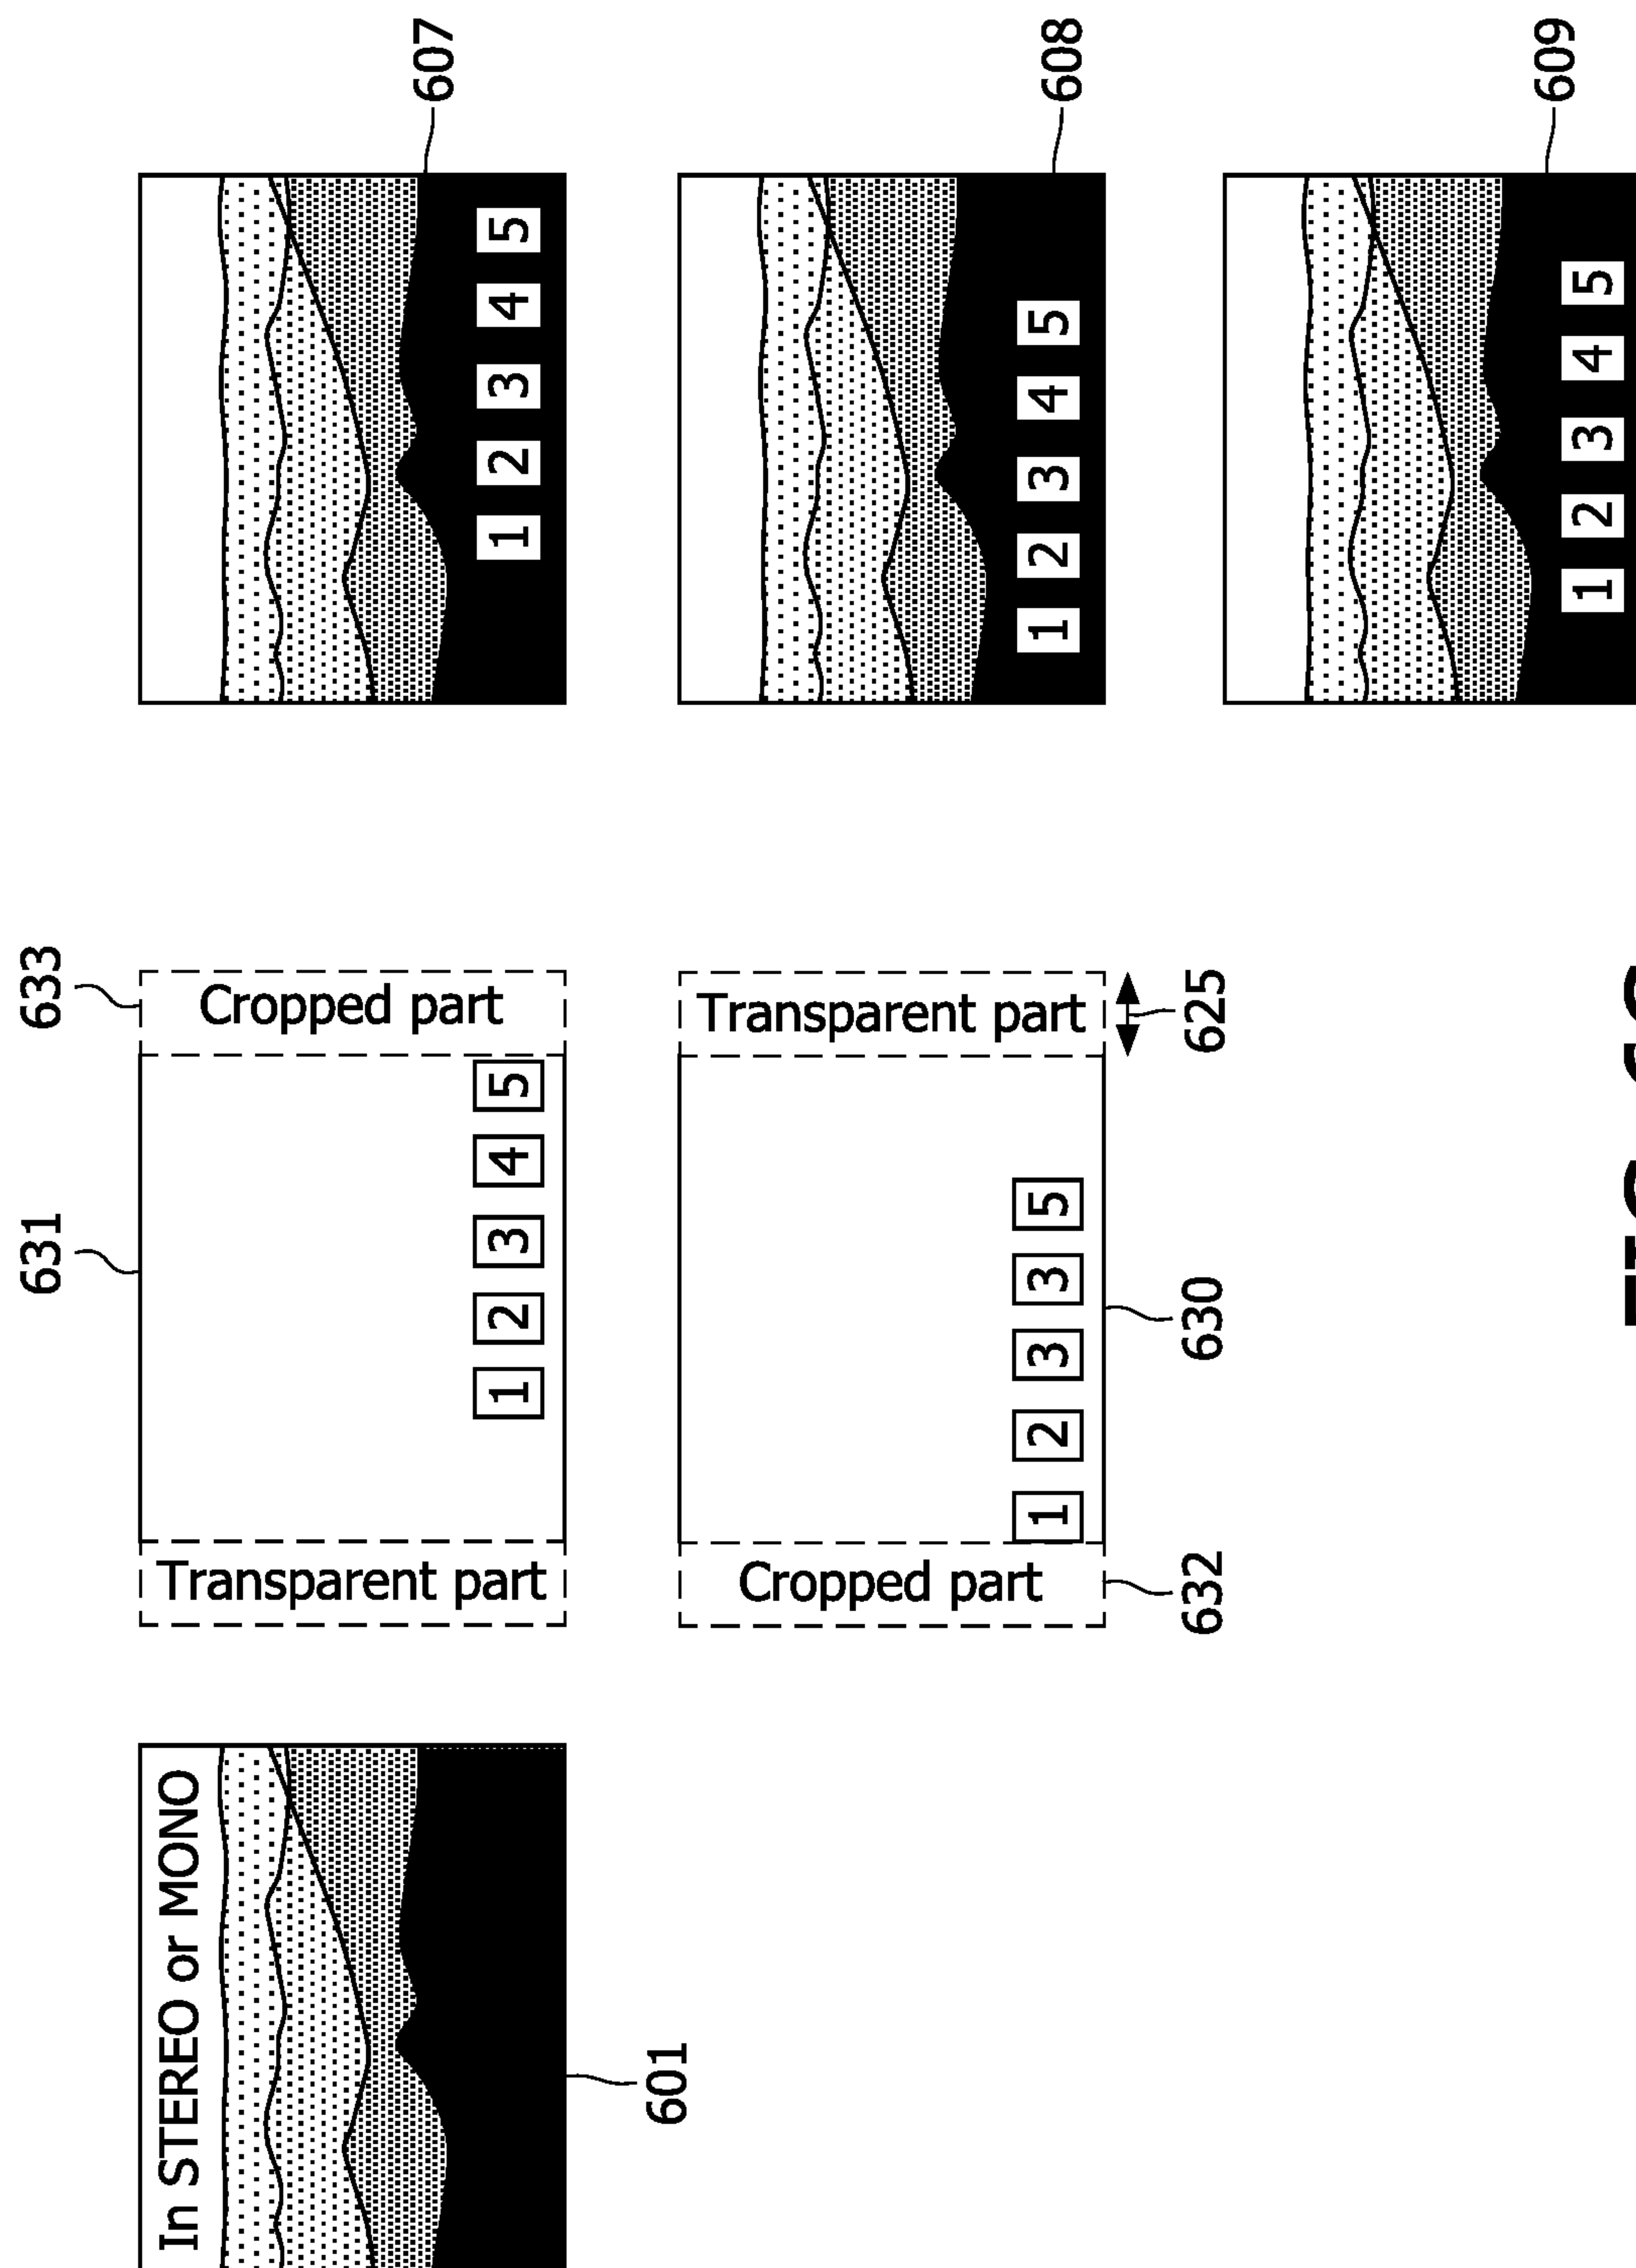 In STEREO or MONO
601
631
633
Transparent part
Cropped part
1 2 3 4 5
Cropped part
Transparent part
1 2 3 3 5
632
630
625
607
1 2 3 4 5
608
1 2 3 4 5
609
1 2 3 4 5